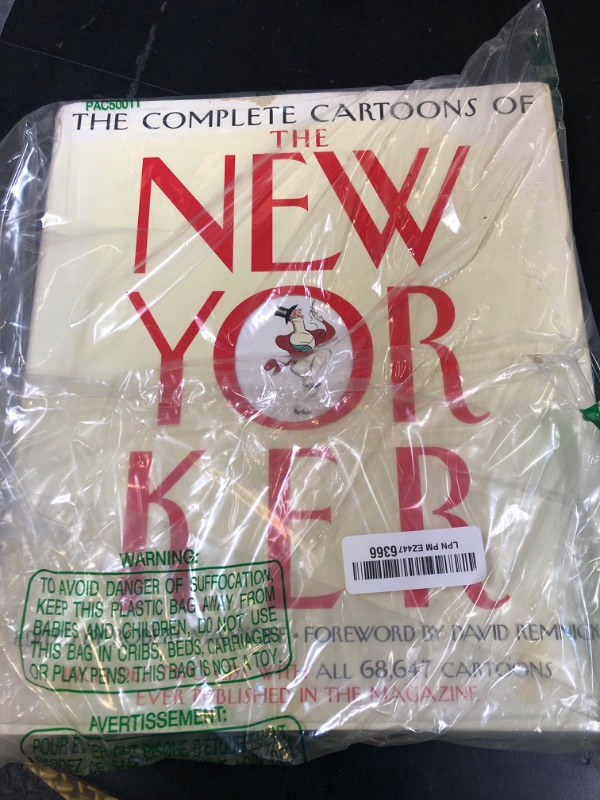 PACS0011
THE COMPLETE CARTOONS OF
THE
NEW
YOR
KER
LPN PM EZ4476366
WARNING:
TO AVOID DANGER OF SUFFOCATION,
KEEP THIS PLASTIC BAG AWAY FROM
BABIES AND CHILDREN. DO NOT USE
THIS BAG IN CRIBS, BEDS, CARRIAGES
OR PLAY PENS! THIS BAG IS NOT A TOY.
• FOREWORD BY DAVID REMNICK
WITH ALL 68,647 CARTOONS
EVER PUBLISHED IN THE MAGAZINE
AVERTISSEMENT:
POUR